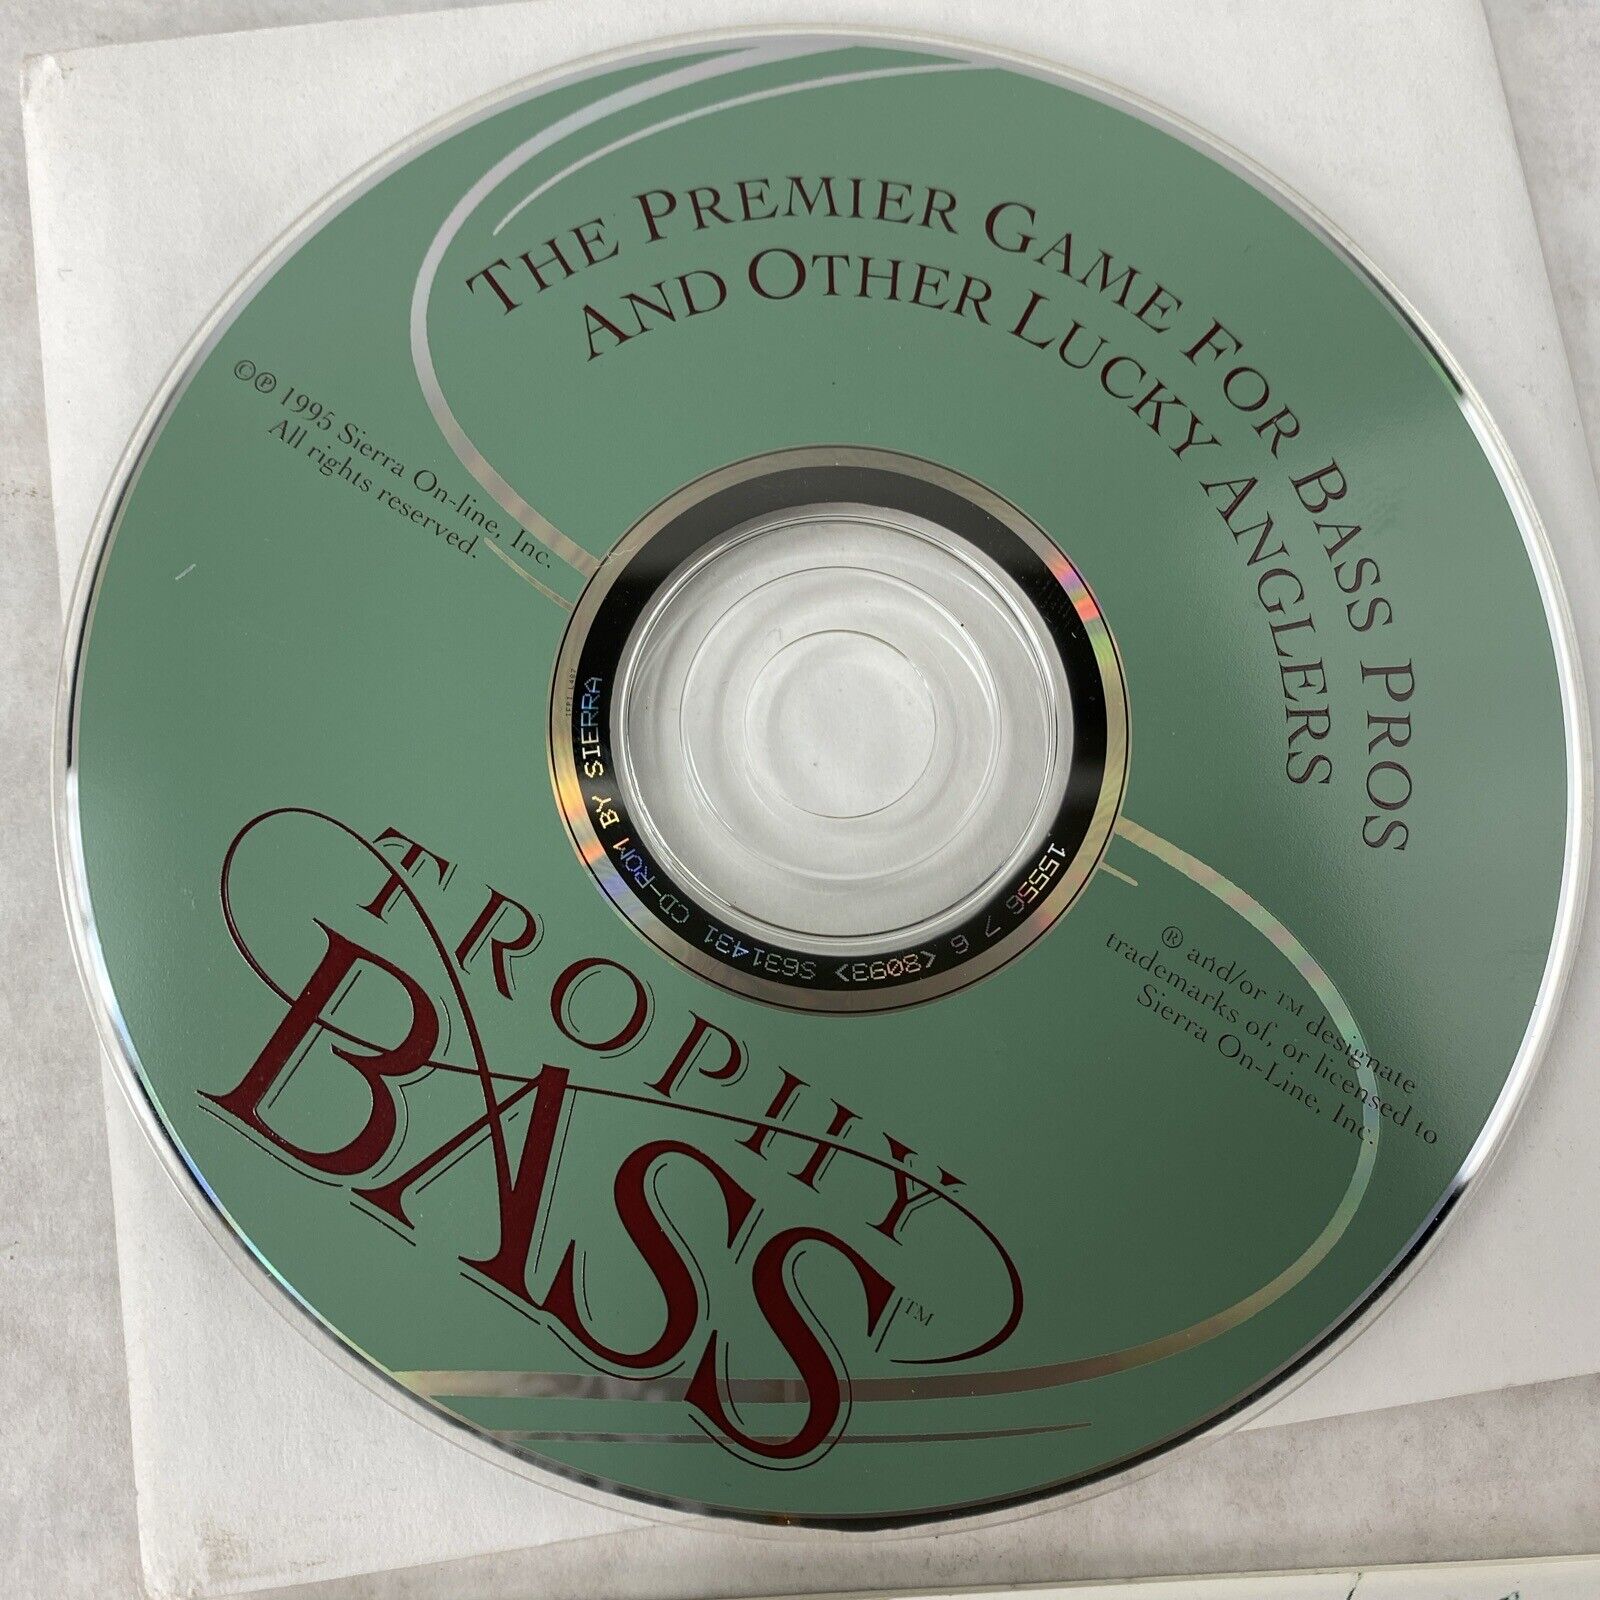 THE PREMIER GAME FOR BASS PROS
AND OTHER LUCKY ANGLERS
©℗ 1995 Sierra On-line, Inc.
All rights reserved.
® and/or ™ designate
trademarks of, or licensed to
Sierra On-Line, Inc.
TROPHY
BASS™
15556 7 6 <8093> S631431 CD-ROM BY SIERRA
IFPI L487